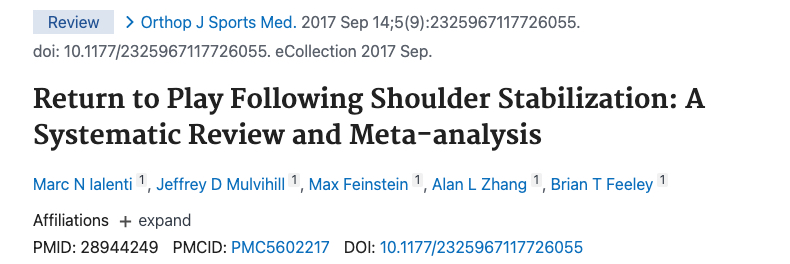 Review > Orthop J Sports Med. 2017 Sep 14;5(9):2325967117726055.
doi: 10.1177/2325967117726055. eCollection 2017 Sep.
Return to Play Following Shoulder Stabilization: A
Systematic Review and Meta-analysis
Marc N Ialenti 1, Jeffrey D Mulvihill 1, Max Feinstein 1, Alan L Zhang 1, Brian T Feeley 1
Affiliations + expand
PMID: 28944249 PMCID: PMC5602217 DOI: 10.1177/2325967117726055